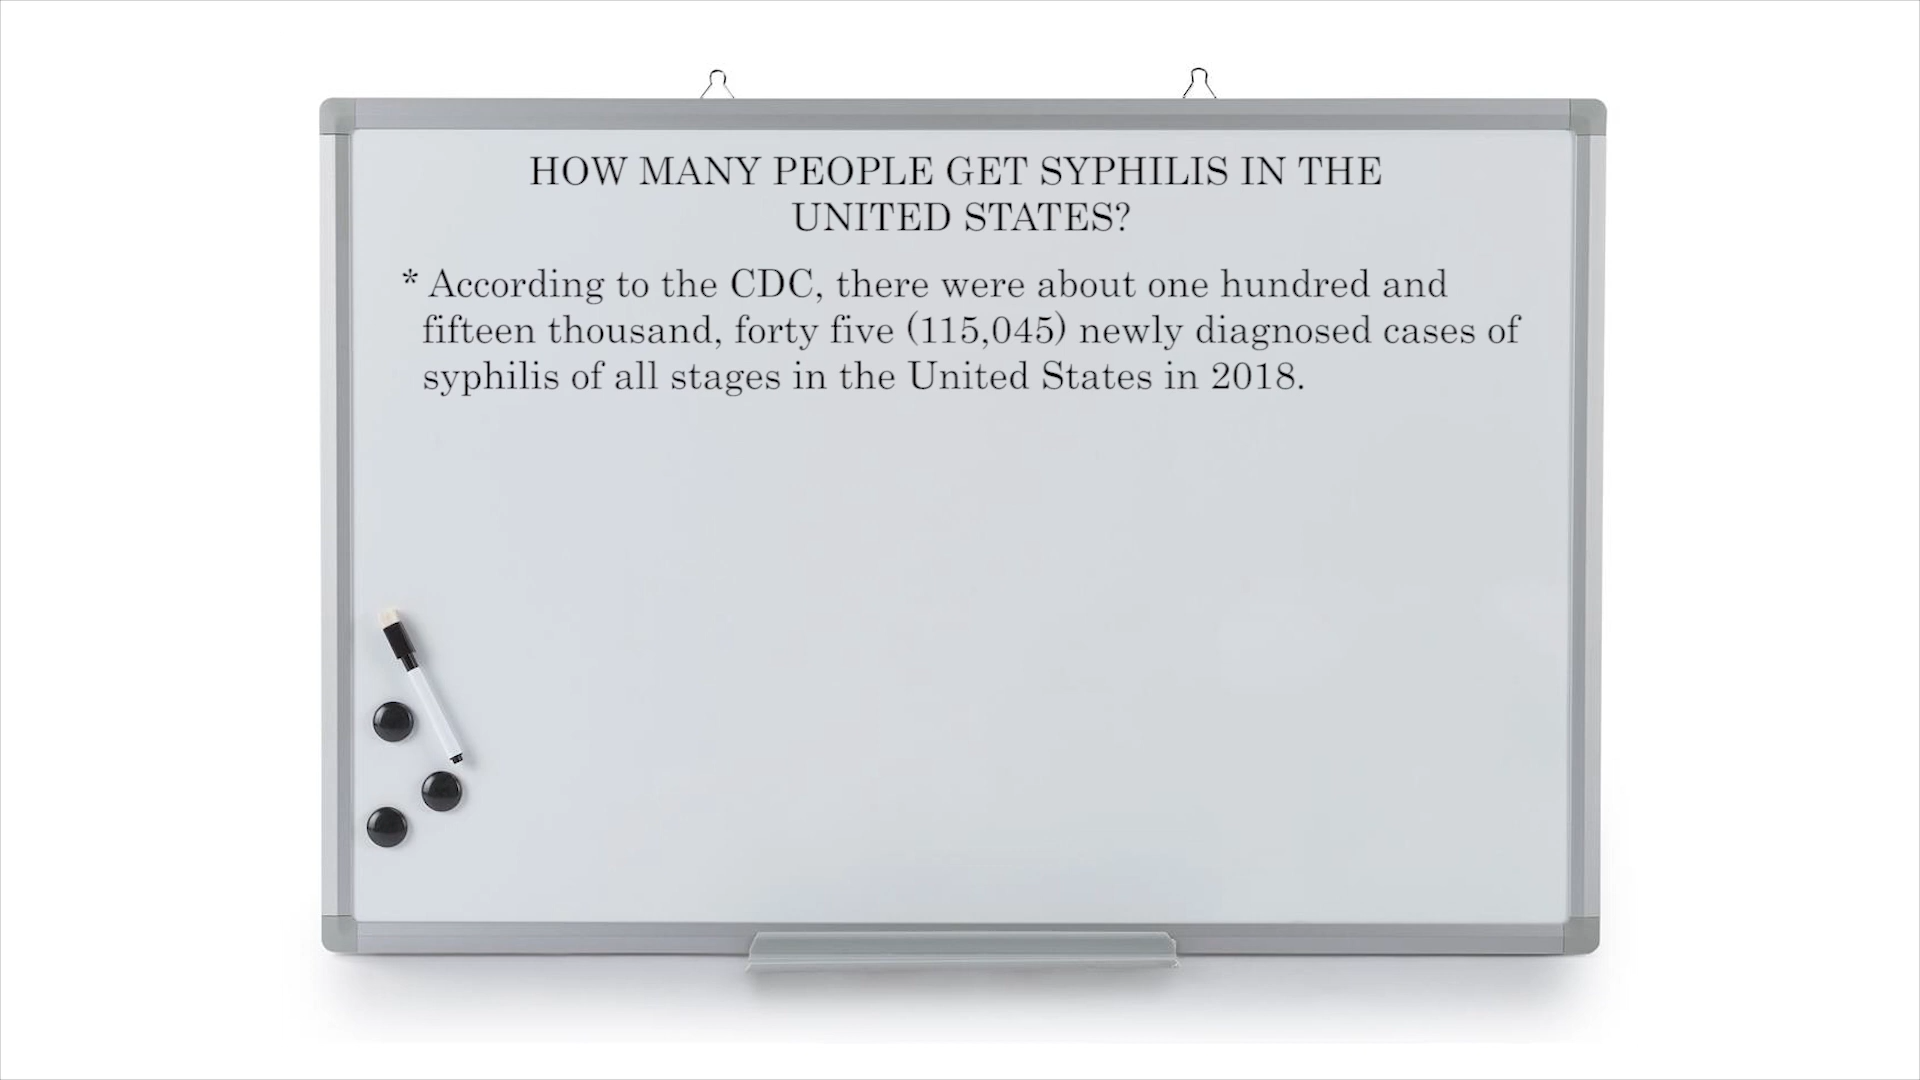 HOW MANY PEOPLE GET SYPHILIS IN THE
UNITED STATES?
* According to the CDC, there were about one hundred and
fifteen thousand, forty five (115,045) newly diagnosed cases of
syphilis of all stages in the United States in 2018.